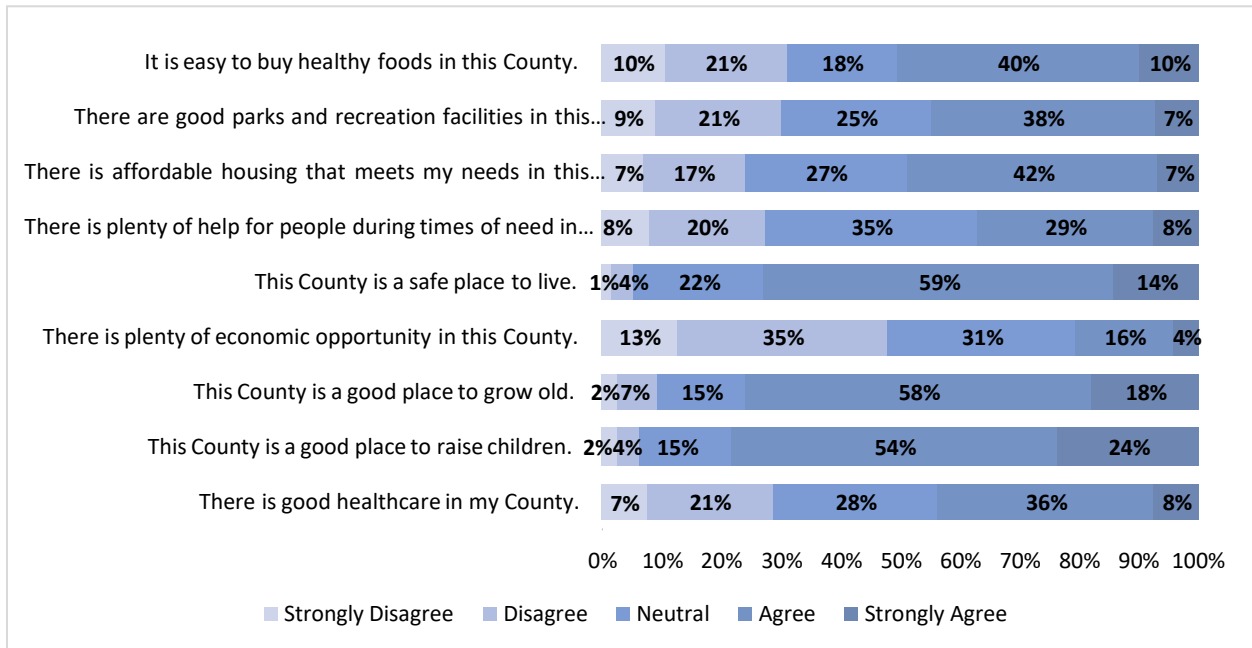 It is easy to buy healthy foods in this County. 10% 21% 18% 40% 10%
There are good parks and recreation facilities in this... 9% 21% 25% 38% 7%
There is affordable housing that meets my needs in this... 7% 17% 27% 42% 7%
There is plenty of help for people during times of need in... 8% 20% 35% 29% 8%
This County is a safe place to live. 1% 4% 22% 59% 14%
There is plenty of economic opportunity in this County. 13% 35% 31% 16% 4%
This County is a good place to grow old. 2% 7% 15% 58% 18%
This County is a good place to raise children. 2% 4% 15% 54% 24%
There is good healthcare in my County. 7% 21% 28% 36% 8%
0% 10% 20% 30% 40% 50% 60% 70% 80% 90% 100%
Strongly Disagree Disagree Neutral Agree Strongly Agree